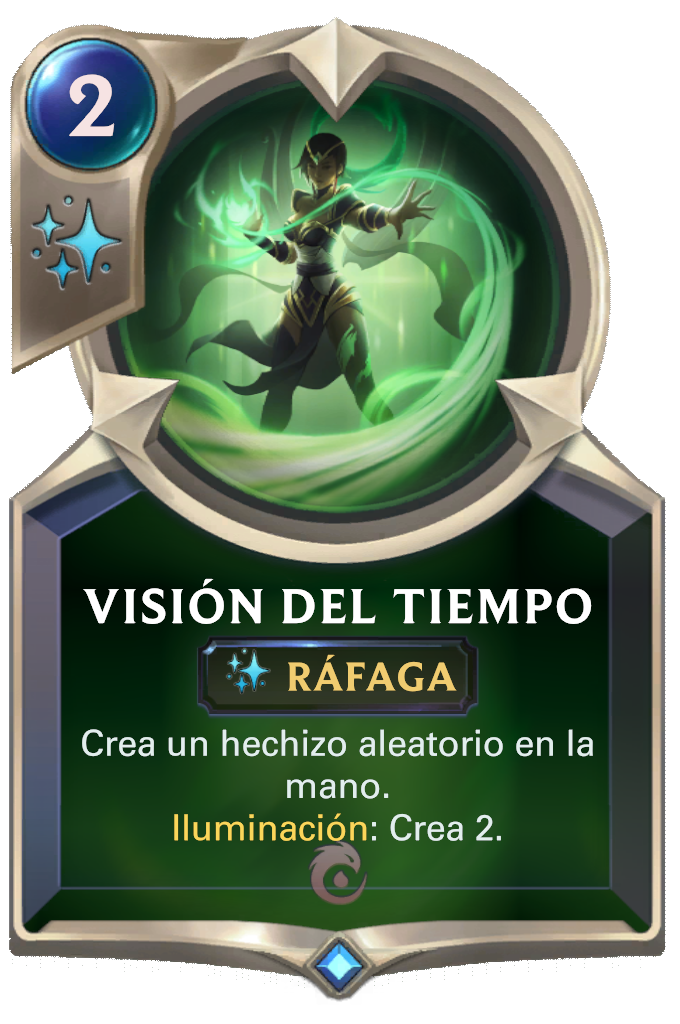 2
VISIÓN DEL TIEMPO
RÁFAGA
Crea un hechizo aleatorio en la
mano.
Iluminación: Crea 2.